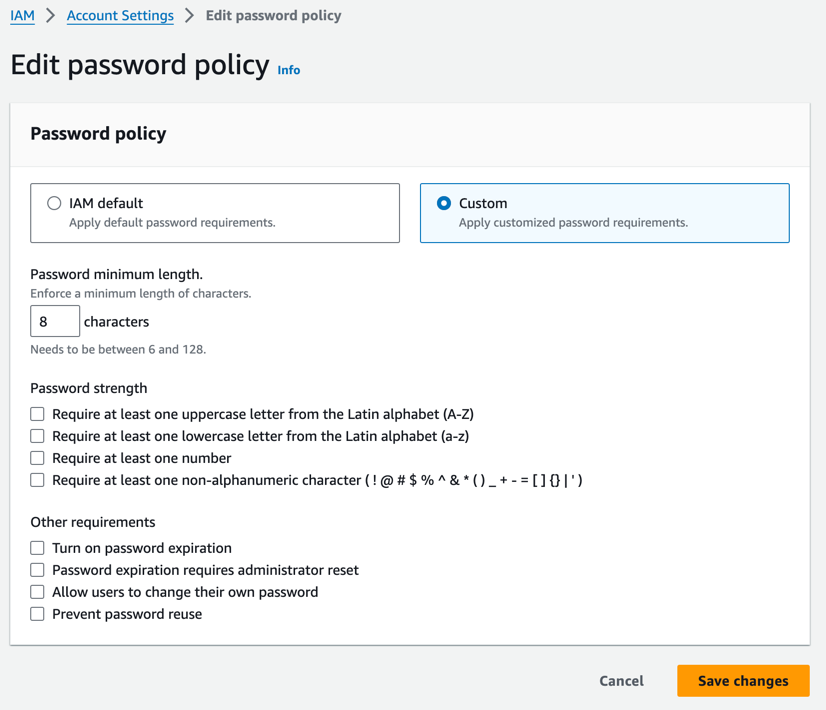 IAM > Account Settings > Edit password policy
Edit password policy Info
Password policy
IAM default
Apply default password requirements.
Custom
Apply customized password requirements.
Password minimum length.
Enforce a minimum length of characters.
8 characters
Needs to be between 6 and 128.
Password strength
Require at least one uppercase letter from the Latin alphabet (A-Z)
Require at least one lowercase letter from the Latin alphabet (a-z)
Require at least one number
Require at least one non-alphanumeric character ( ! @ # $ % ^ & * ( ) _ + - = [ ] {} | ' )
Other requirements
Turn on password expiration
Password expiration requires administrator reset
Allow users to change their own password
Prevent password reuse
Cancel Save changes